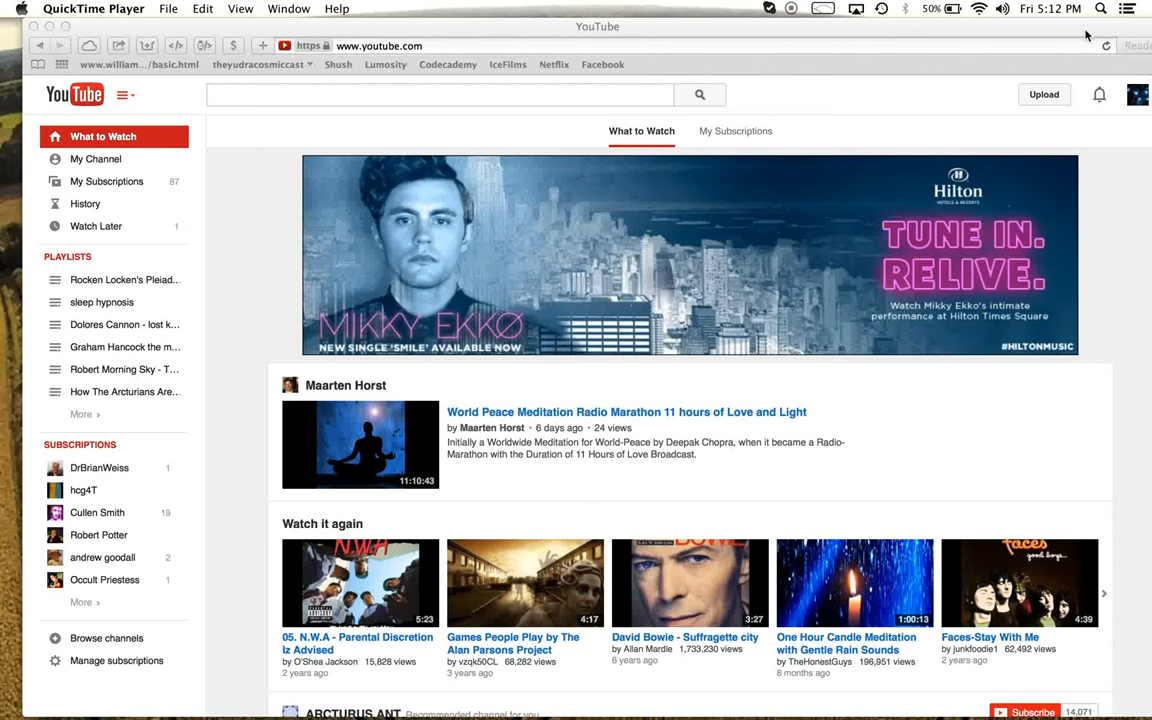 QuickTime Player File Edit View Window Help 50% Fri 5:12 PM
YouTube
https www.youtube.com Reade
www.william.../basic.html theyudracosmiccast Shush Lumosity Codecademy IceFilms Netflix Facebook
YouTube Upload
What to Watch My Subscriptions
What to Watch
My Channel
My Subscriptions 87
History
Watch Later 1
PLAYLISTS
Rocken Locken's Pleiad...
sleep hypnosis
Dolores Cannon - lost k...
Graham Hancock the m...
Robert Morning Sky - T...
How The Arcturians Are...
More ›
SUBSCRIPTIONS
DrBrianWeiss 1
hcg4T
Cullen Smith 19
Robert Potter
andrew goodall 2
Occult Priestess 1
More ›
Browse channels
Manage subscriptions
Hilton
HOTELS & RESORTS
TUNE IN.
RELIVE.
Watch Mikky Ekko's intimate
performance at Hilton Times Square
MIKKY EKKO
NEW SINGLE 'SMILE' AVAILABLE NOW
#HILTONMUSIC
Maarten Horst
World Peace Meditation Radio Marathon 11 hours of Love and Light
by Maarten Horst • 6 days ago • 24 views
Initially a Worldwide Meditation for World-Peace by Deepak Chopra, when it became a Radio-
Marathon with the Duration of 11 Hours of Love Broadcast.
11:10:43
Watch it again
N.W.A
5:23
05. N.W.A - Parental Discretion
Iz Advised
by O'Shea Jackson 15,828 views
2 years ago
4:17
Games People Play by The
Alan Parsons Project
by vzqk50CL 68,282 views
3 years ago
BOWIE
3:27
David Bowie - Suffragette city
by Allan Mardle 1,733,230 views
6 years ago
1:00:13
One Hour Candle Meditation
with Gentle Rain Sounds
by TheHonestGuys 196,951 views
8 months ago
Faces
good boys...
4:39
Faces-Stay With Me
by junkfoodie1 62,492 views
2 years ago
ARCTURUS ANT Recommended channel for you
Subscribe 14,071